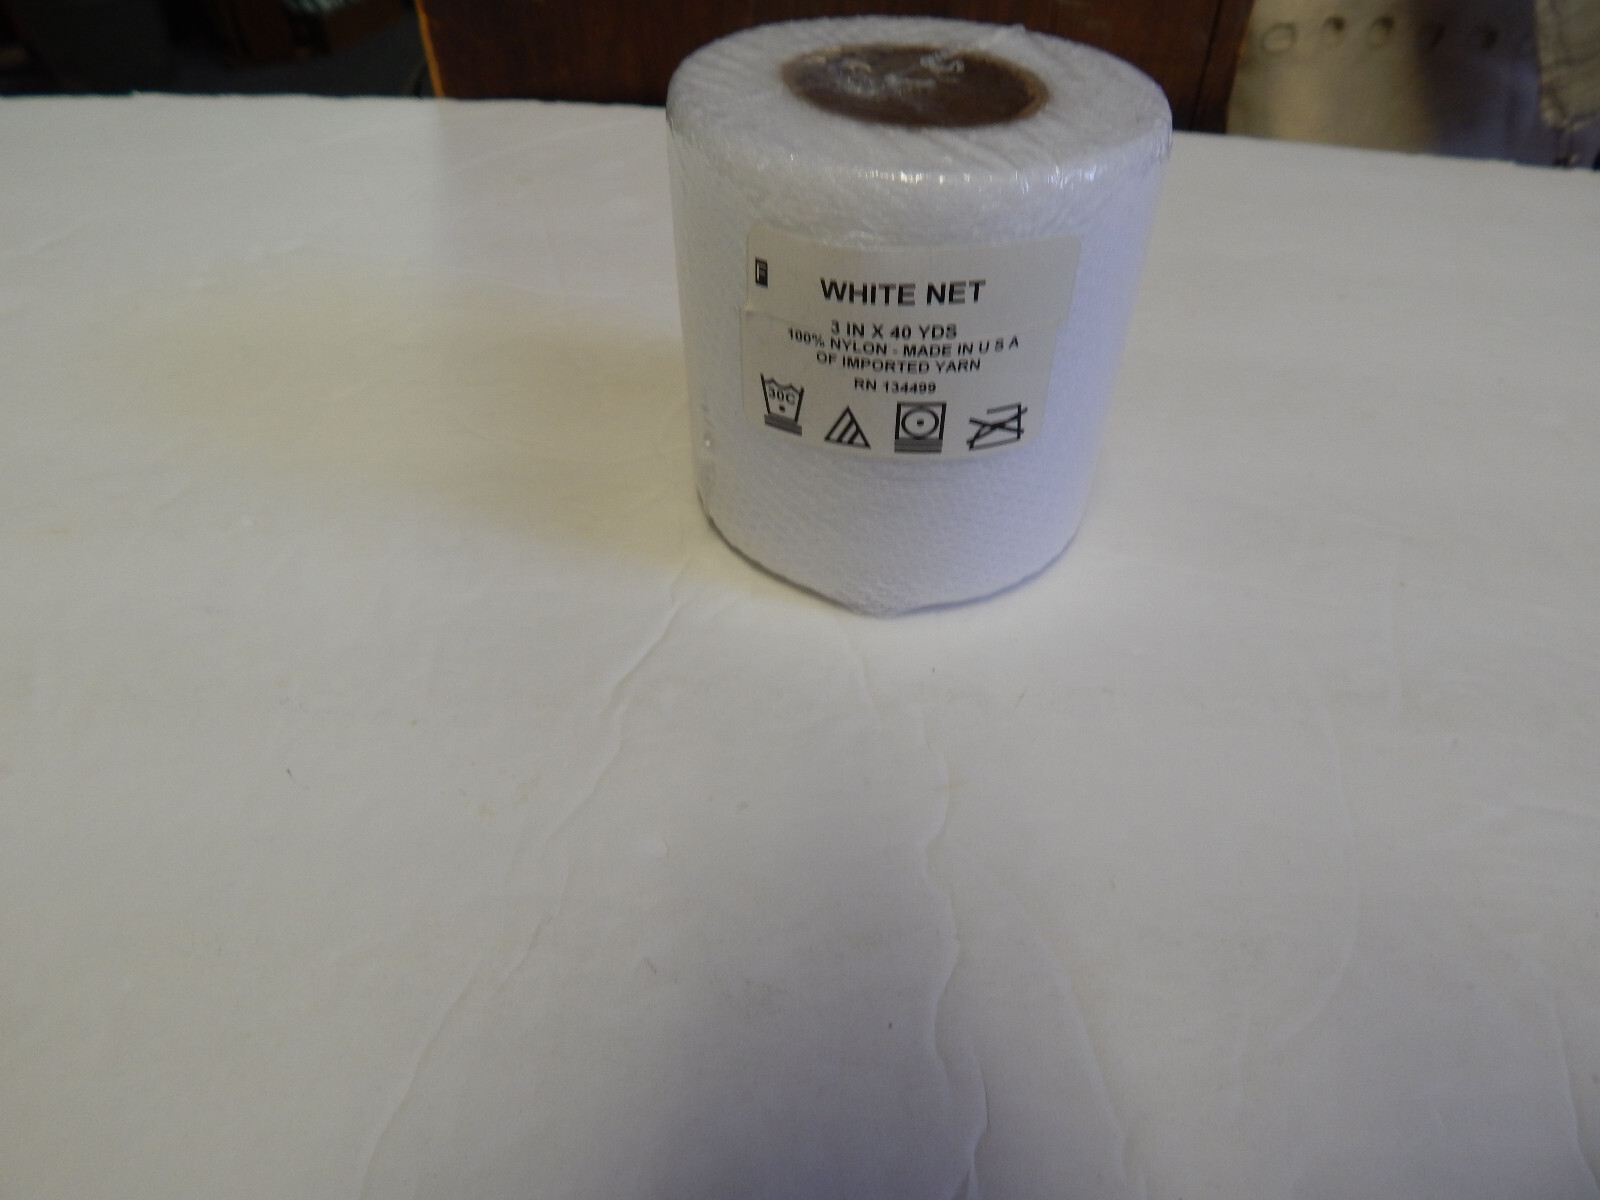 F
WHITE NET
3 IN X 40 YDS
100% NYLON - MADE IN U S A
OF IMPORTED YARN
RN 134499
30C